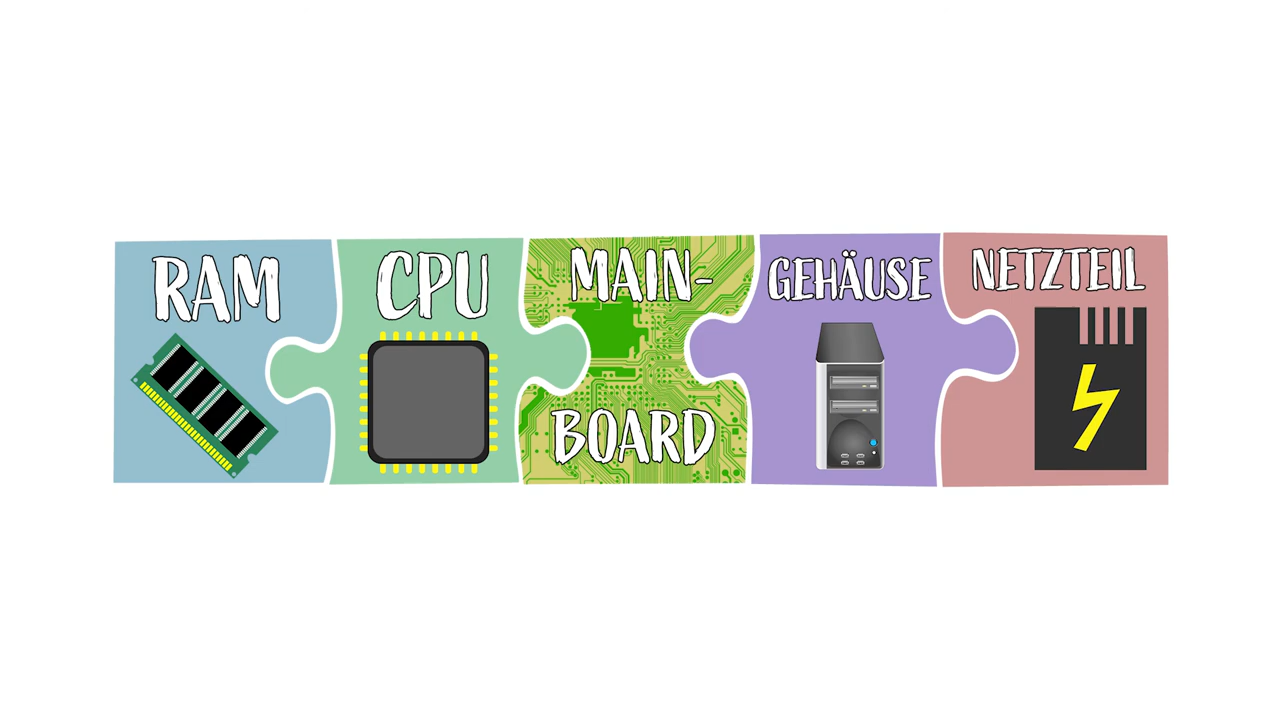 RAM
CPU
MAIN-
BOARD
GEHÄUSE
NETZTEIL